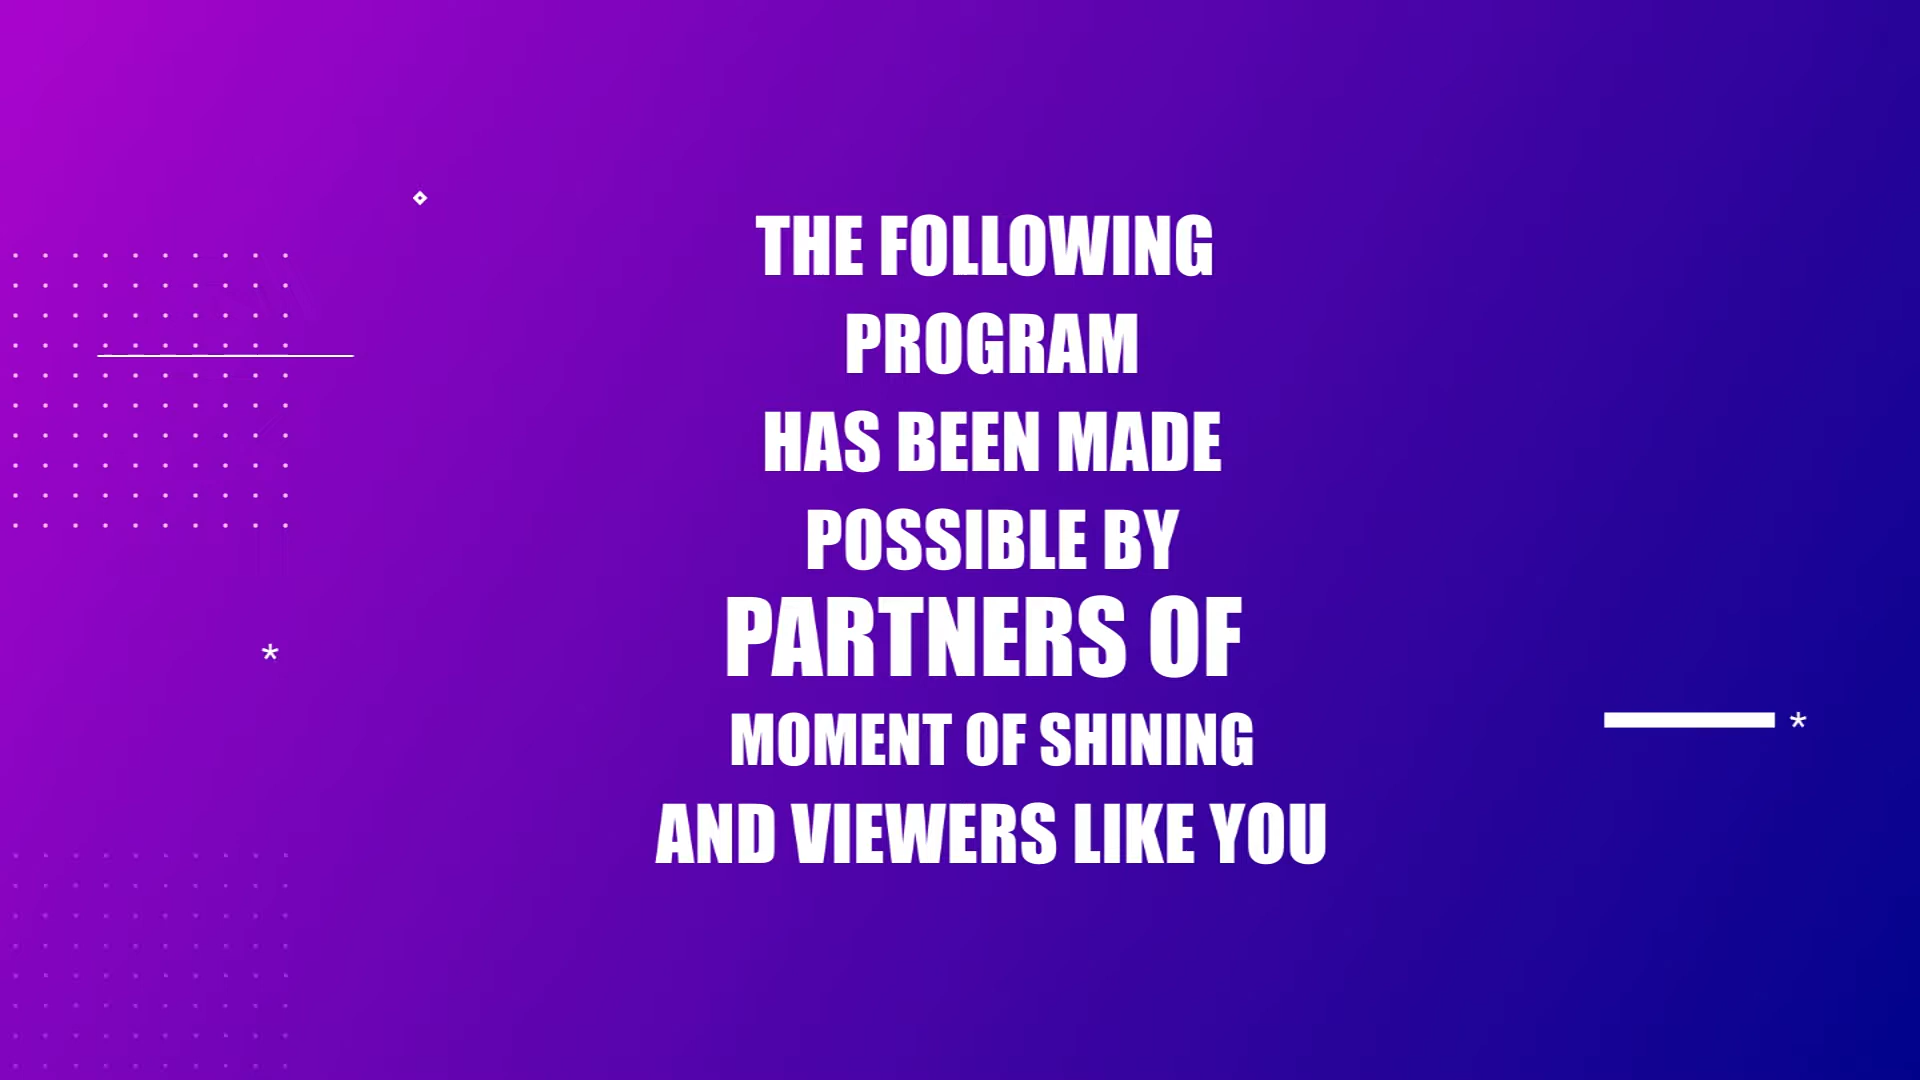 THE FOLLOWING
PROGRAM
HAS BEEN MADE
POSSIBLE BY
PARTNERS OF
MOMENT OF SHINING
AND VIEWERS LIKE YOU